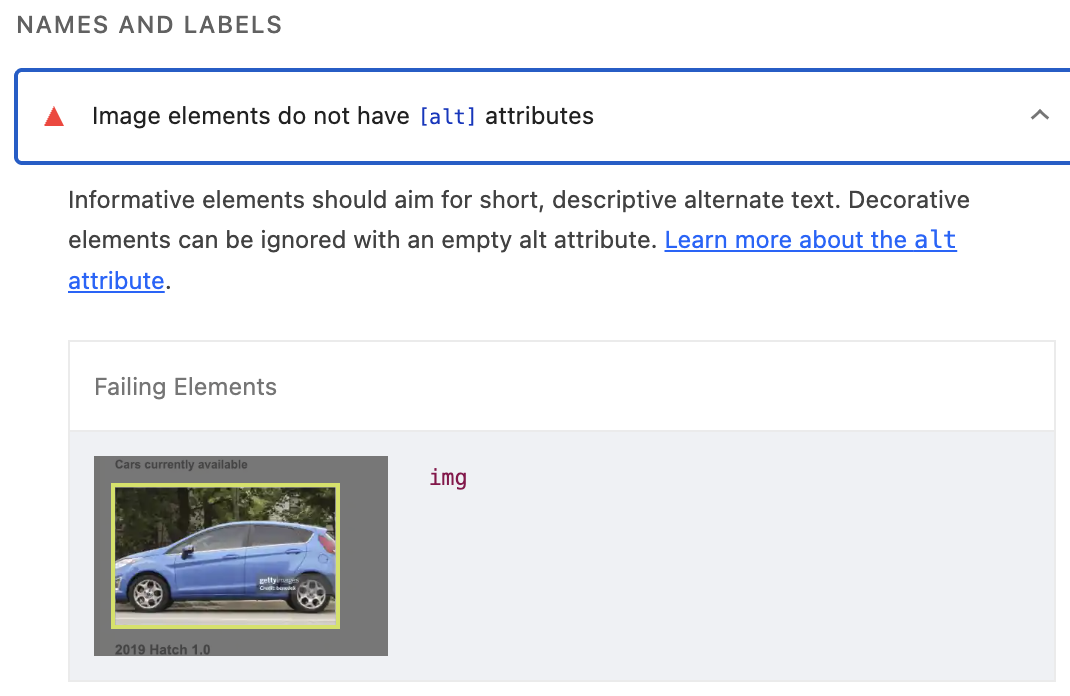 NAMES AND LABELS
Image elements do not have [alt] attributes
Informative elements should aim for short, descriptive alternate text. Decorative
elements can be ignored with an empty alt attribute. Learn more about the alt
attribute.
Failing Elements
Cars currently available
img
gettyimages
2019 Hatch 1.0